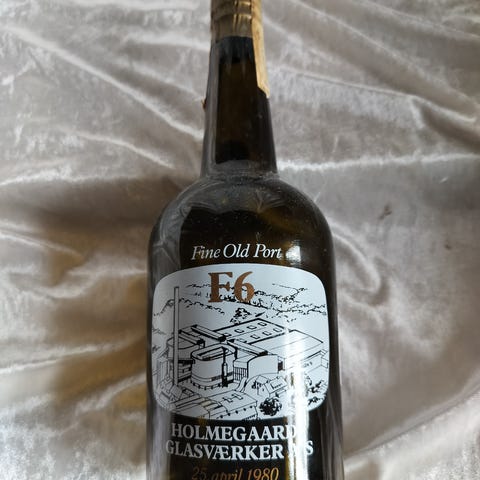 Fine Old Port
F6
HOLMEGAARD
GLASVÆRKER A/S
25 april 1980